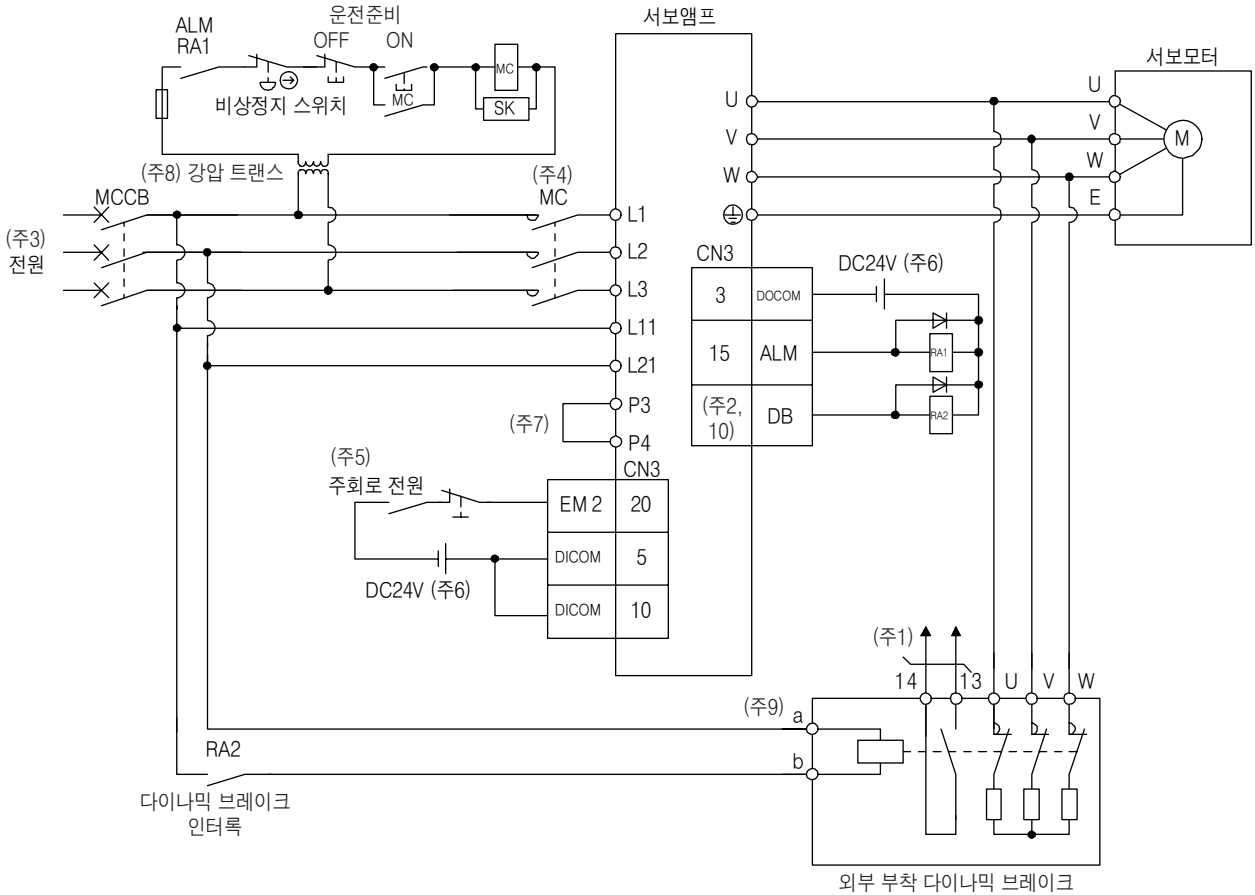 서보앰프
운전준비
ALM
RA1
OFF
ON
MC
MC
SK
비상정지 스위치
서보모터
U
V
W
U
V
W
E
M
(주8) 강압 트랜스
MCCB
(주4)
MC
(주3)
전원
L1
L2
L3
L11
L21
P3
P4
(주7)
CN3
3
DOCOM
15
ALM
(주2,
10)
DB
DC24V (주6)
RA1
RA2
CN3
(주5)
주회로 전원
EM 2
20
DICOM
5
DICOM
10
DC24V (주6)
(주1)
14
13
U
V
W
(주9)
a
b
RA2
다이나믹 브레이크
인터록
외부 부착 다이나믹 브레이크